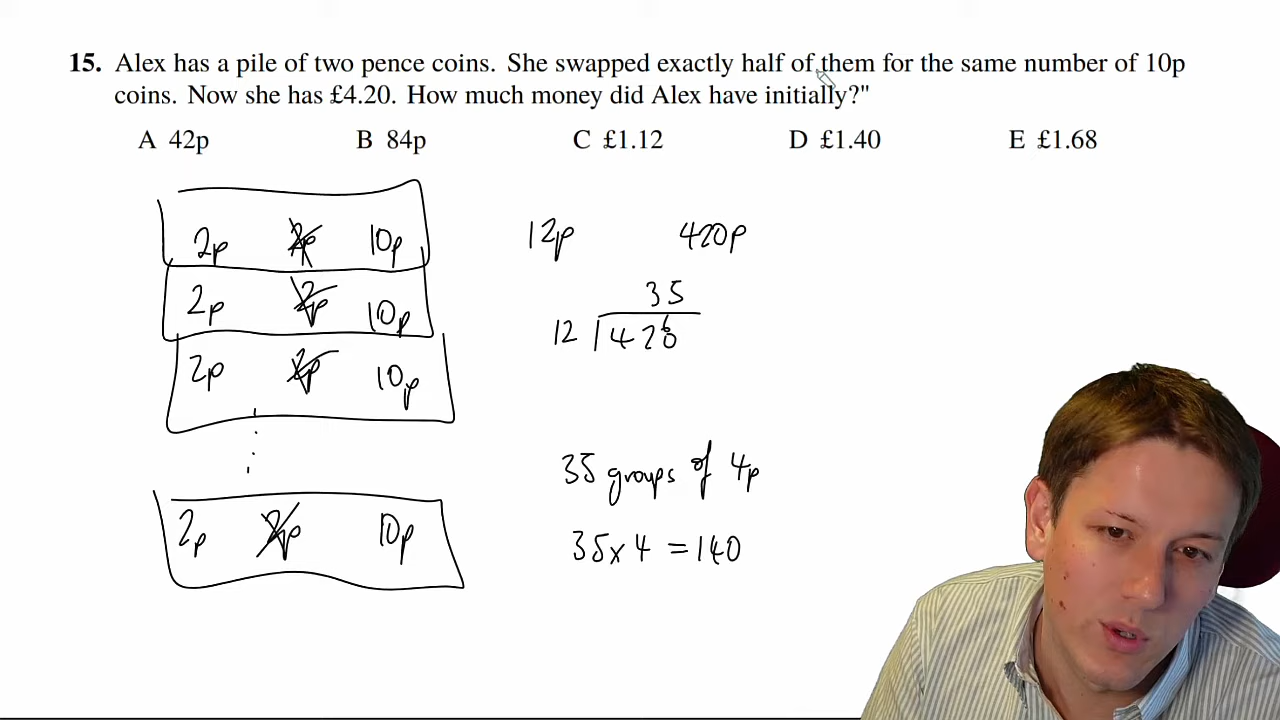 15. Alex has a pile of two pence coins. She swapped exactly half of them for the same number of 10p
coins. Now she has £4.20. How much money did Alex have initially?"
A 42p B 84p C £1.12 D £1.40 E £1.68
2p 2p 10p 12p 420p
2p 2p 10p
35
12 420 6
2p 2p 10p
35 groups of 4p
2p 2p 10p
35 x 4 = 140